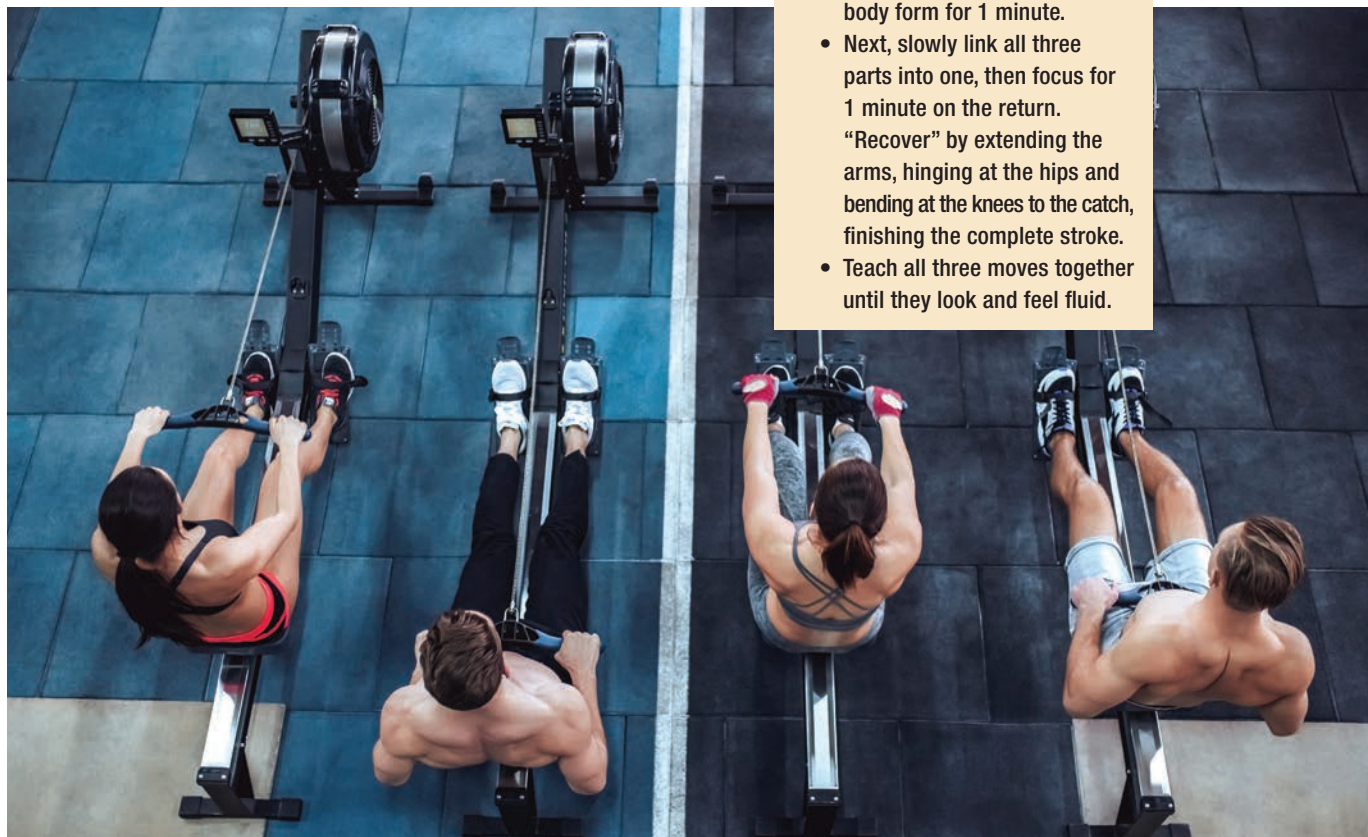 body form for 1 minute.
• Next, slowly link all three
parts into one, then focus for
1 minute on the return.
“Recover” by extending the
arms, hinging at the hips and
bending at the knees to the catch,
finishing the complete stroke.
• Teach all three moves together
until they look and feel fluid.